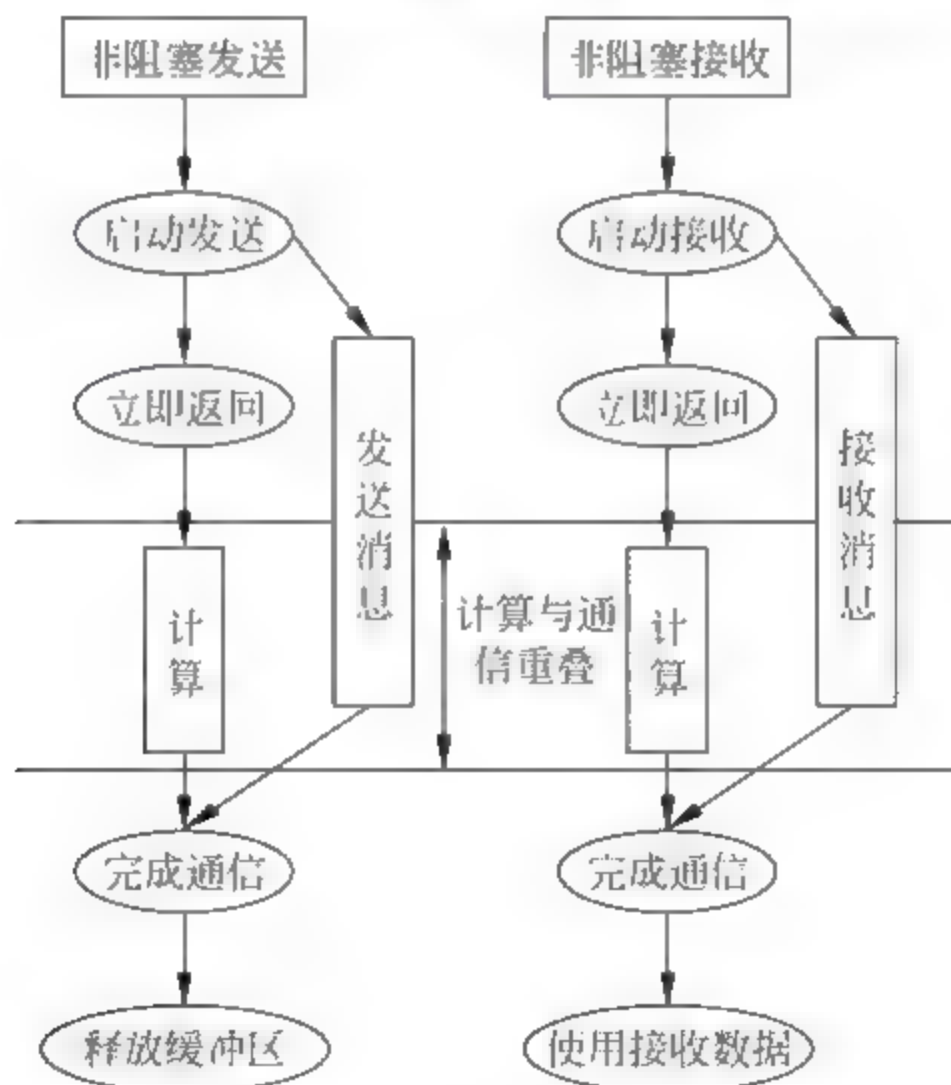 非阻塞发送
非阻塞接收
启动发送
启动接收
立即返回
立即返回
发送消息
接收消息
计算
计算与通
信重叠
计算
完成通信
完成通信
释放缓冲区
使用接收数据